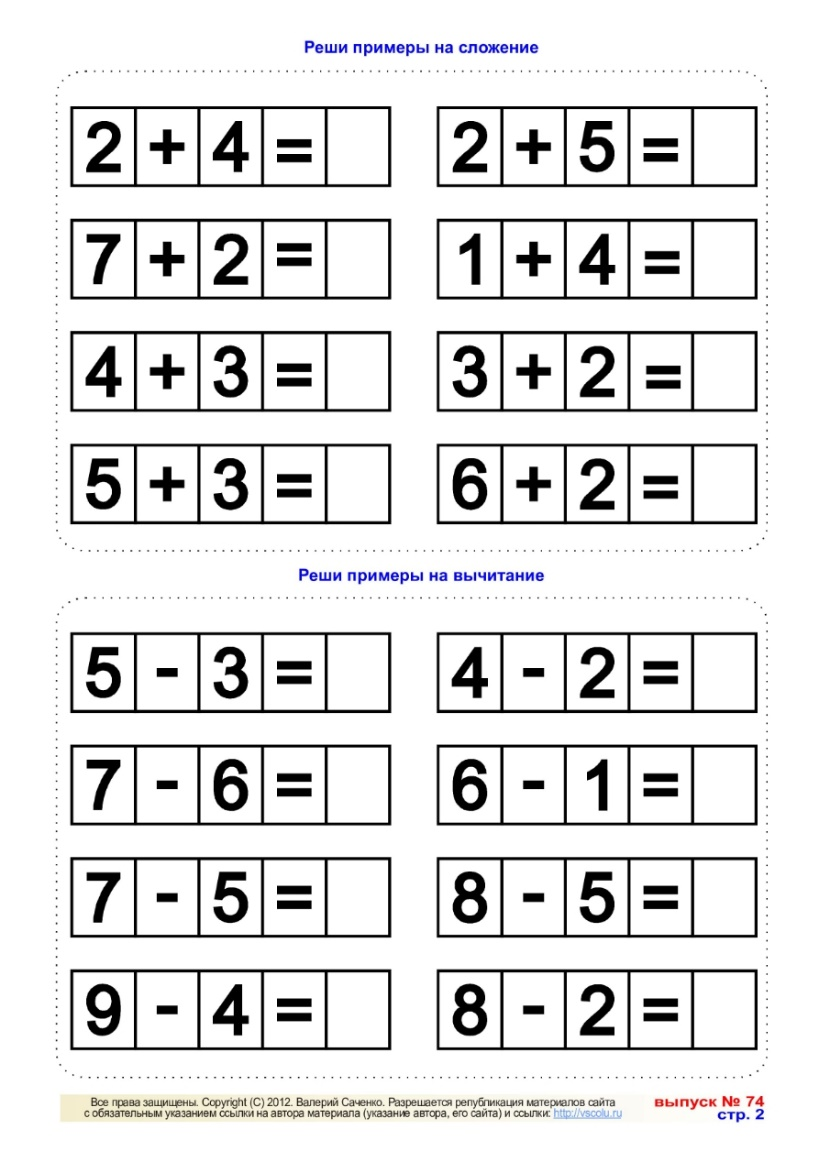 Реши примеры на сложение
2 + 4 =
2 + 5 =
7 + 2 =
1 + 4 =
4 + 3 =
3 + 2 =
5 + 3 =
6 + 2 =
Реши примеры на вычитание
5 - 3 =
4 - 2 =
7 - 6 =
6 - 1 =
7 - 5 =
8 - 5 =
9 - 4 =
8 - 2 =
Все права защищены. Copyright (C) 2012. Валерий Саченко. Разрешается републикация материалов сайта
с обязательным указанием ссылки на автора материала (указание автора, его сайта) и ссылки: http://vscolu.ru
выпуск № 74
стр. 2